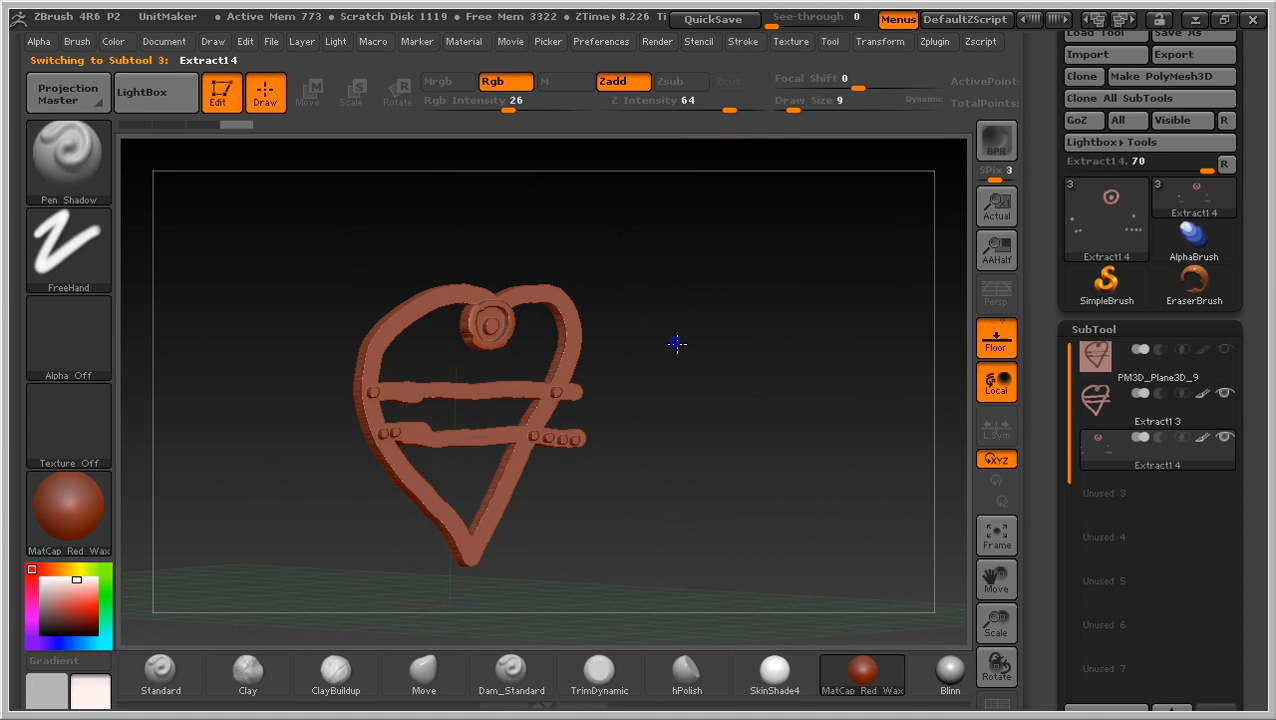 ZBrush 4R6 P2 UnitMaker • Active Mem 773 • Scratch Disk 1119 • Free Mem 3322 • ZTime▸8.226 Ti QuickSave See-through 0 Menus DefaultZScript
Alpha Brush Color Document Draw Edit File Layer Light Macro Marker Material Movie Picker Preferences Render Stencil Stroke Texture Tool Transform Zplugin Zscript
Switching to Subtool 3: Extract14
Projection Master
LightBox
Edit Draw Move Scale Rotate
Mrgb Rgb M Zadd Zsub Zcut Focal Shift 0 ActivePoint
Rgb Intensity 26 Z Intensity 64 Draw Size 9 Dynamic TotalPoints
Pen Shadow
FreeHand
Alpha Off
Texture Off
MatCap Red Wax
Gradient
BPR
SPix 3
Actual
AAHalf
Persp
Floor
Local
L.Sym
XYZ
Frame
Move
Scale
Rotate
Load Tool Save As
Import Export
Clone Make PolyMesh3D
Clone All SubTools
GoZ All Visible R
Lightbox▸Tools
Extract14. 70 R
3 3
Extract14
Extract14 AlphaBrush
SimpleBrush EraserBrush
SubTool
PM3D_Plane3D_9
Extract13
Extract14
Unused 3
Unused 4
Unused 5
Unused 6
Unused 7
Standard Clay ClayBuildup Move Dam_Standard TrimDynamic hPolish SkinShade4 MatCap Red Wax Blinn